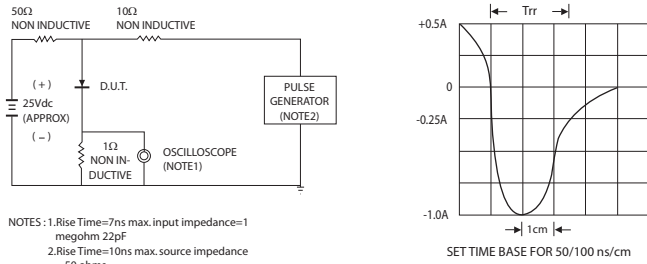 50Ω
NON INDUCTIVE
10Ω
NON INDUCTIVE
(+)
25Vdc
(APPROX)
(−)
D.U.T.
1Ω
NON IN-
DUCTIVE
OSCILLOSCOPE
(NOTE1)
PULSE
GENERATOR
(NOTE2)
NOTES : 1.Rise Time=7ns max.input impedance=1
megohm 22pF
2.Rise Time=10ns max.source impedance
50 ohms
Trr
+0.5A
0
-0.25A
-1.0A
1cm
SET TIME BASE FOR 50/100 ns/cm